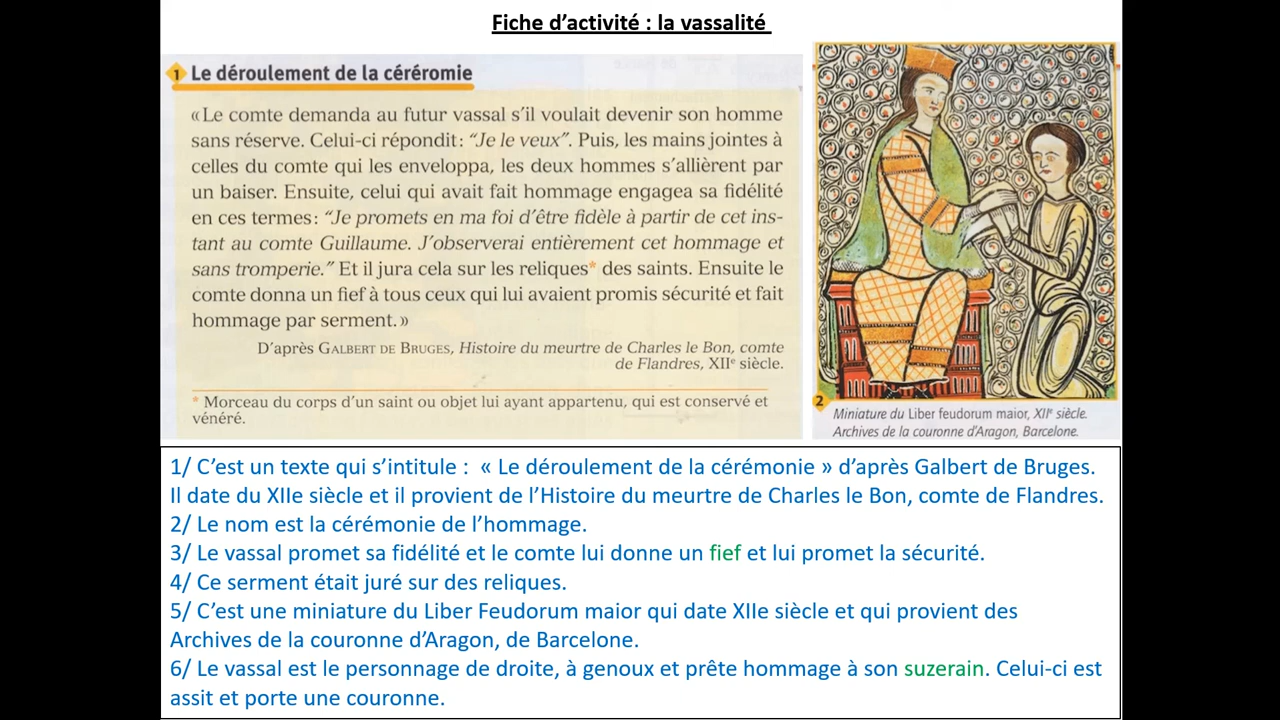 Fiche d’activité : la vassalité
1 Le déroulement de la céréromie
«Le comte demanda au futur vassal s’il voulait devenir son homme
sans réserve. Celui-ci répondit : “Je le veux”. Puis, les mains jointes à
celles du comte qui les enveloppa, les deux hommes s’allièrent par
un baiser. Ensuite, celui qui avait fait hommage engagea sa fidélité
en ces termes : “Je promets en ma foi d’être fidèle à partir de cet ins-
tant au comte Guillaume. J’observerai entièrement cet hommage et
sans tromperie.” Et il jura cela sur les reliques* des saints. Ensuite le
comte donna un fief à tous ceux qui lui avaient promis sécurité et fait
hommage par serment.»
D’après GALBERT DE BRUGES, Histoire du meurtre de Charles le Bon, comte
de Flandres, XIIe siècle.
* Morceau du corps d’un saint ou objet lui ayant appartenu, qui est conservé et
vénéré.
2 Miniature du Liber feudorum maior, XIIe siècle.
Archives de la couronne d’Aragon, Barcelone.
1/ C’est un texte qui s’intitule : « Le déroulement de la cérémonie » d’après Galbert de Bruges.
Il date du XIIe siècle et il provient de l’Histoire du meurtre de Charles le Bon, comte de Flandres.
2/ Le nom est la cérémonie de l’hommage.
3/ Le vassal promet sa fidélité et le comte lui donne un fief et lui promet la sécurité.
4/ Ce serment était juré sur des reliques.
5/ C’est une miniature du Liber Feudorum maior qui date XIIe siècle et qui provient des
Archives de la couronne d’Aragon, de Barcelone.
6/ Le vassal est le personnage de droite, à genoux et prête hommage à son suzerain. Celui-ci est
assit et porte une couronne.